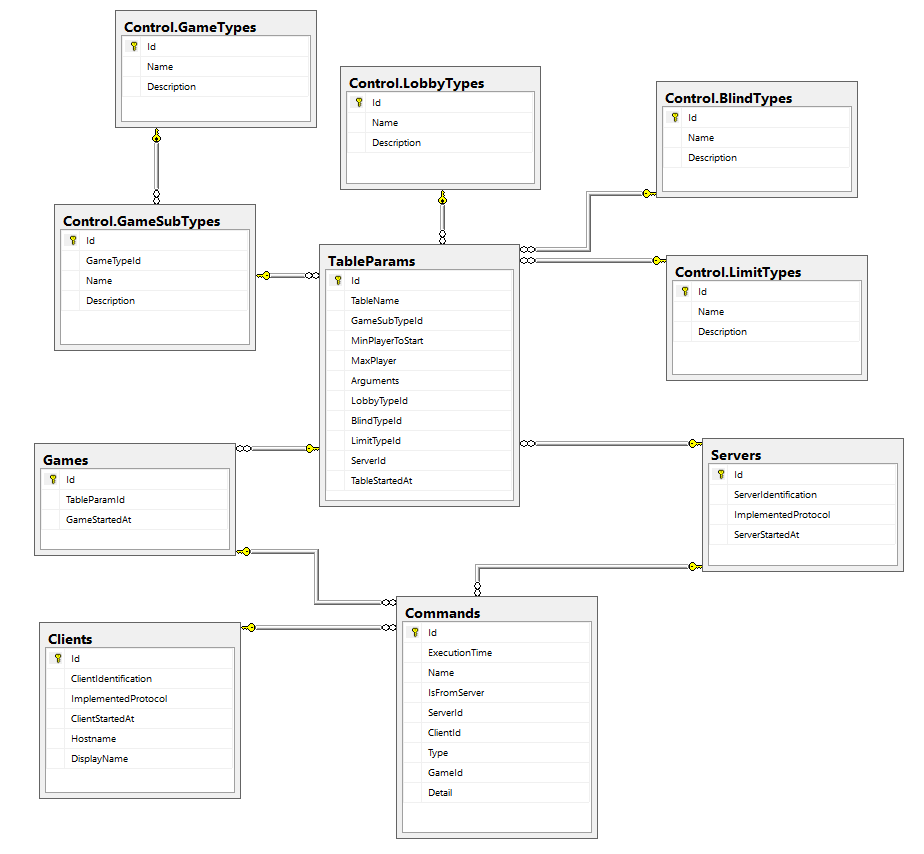 Control.GameTypes
Id
Name
Description
Control.LobbyTypes
Id
Name
Description
Control.BlindTypes
Id
Name
Description
Control.GameSubTypes
Id
GameTypeId
Name
Description
TableParams
Id
TableName
GameSubTypeId
MinPlayerToStart
MaxPlayer
Arguments
LobbyTypeId
BlindTypeId
LimitTypeId
ServerId
TableStartedAt
Control.LimitTypes
Id
Name
Description
Games
Id
TableParamId
GameStartedAt
Servers
Id
ServerIdentification
ImplementedProtocol
ServerStartedAt
Clients
Id
ClientIdentification
ImplementedProtocol
ClientStartedAt
Hostname
DisplayName
Commands
Id
ExecutionTime
Name
IsFromServer
ServerId
ClientId
Type
GameId
Detail